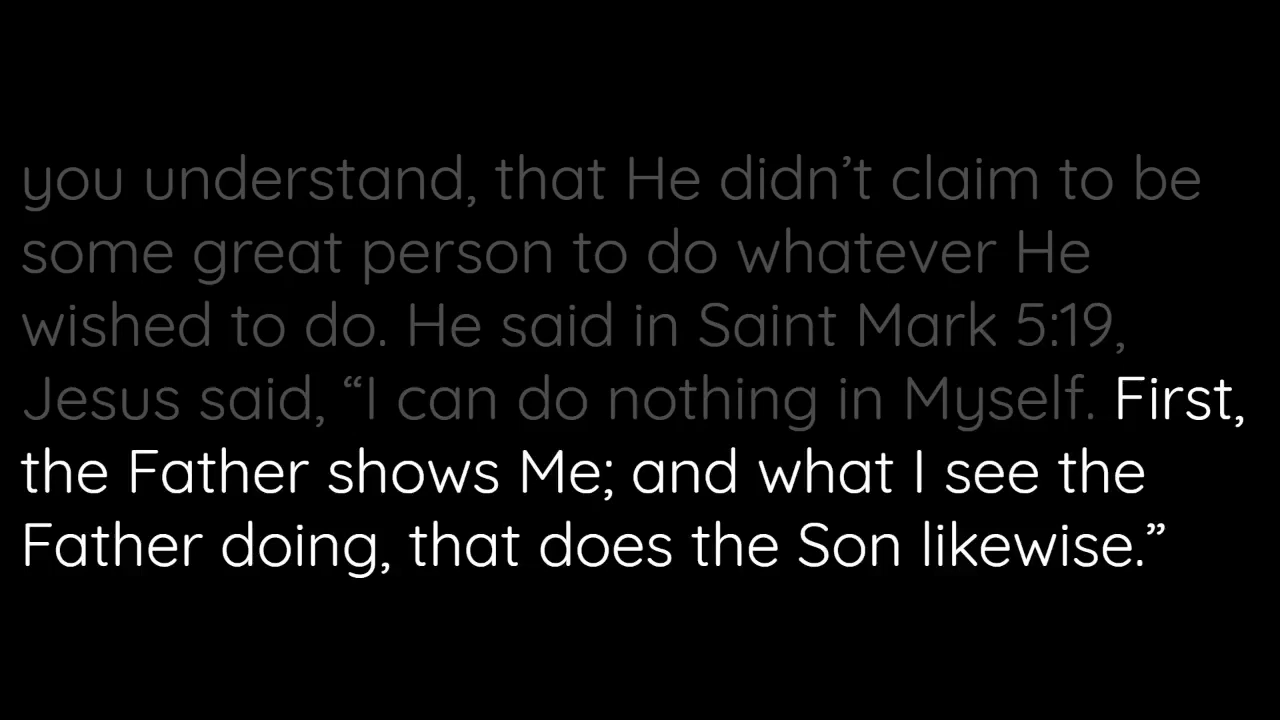 you understand, that He didn’t claim to be
some great person to do whatever He
wished to do. He said in Saint Mark 5:19,
Jesus said, “I can do nothing in Myself. First,
the Father shows Me; and what I see the
Father doing, that does the Son likewise.”